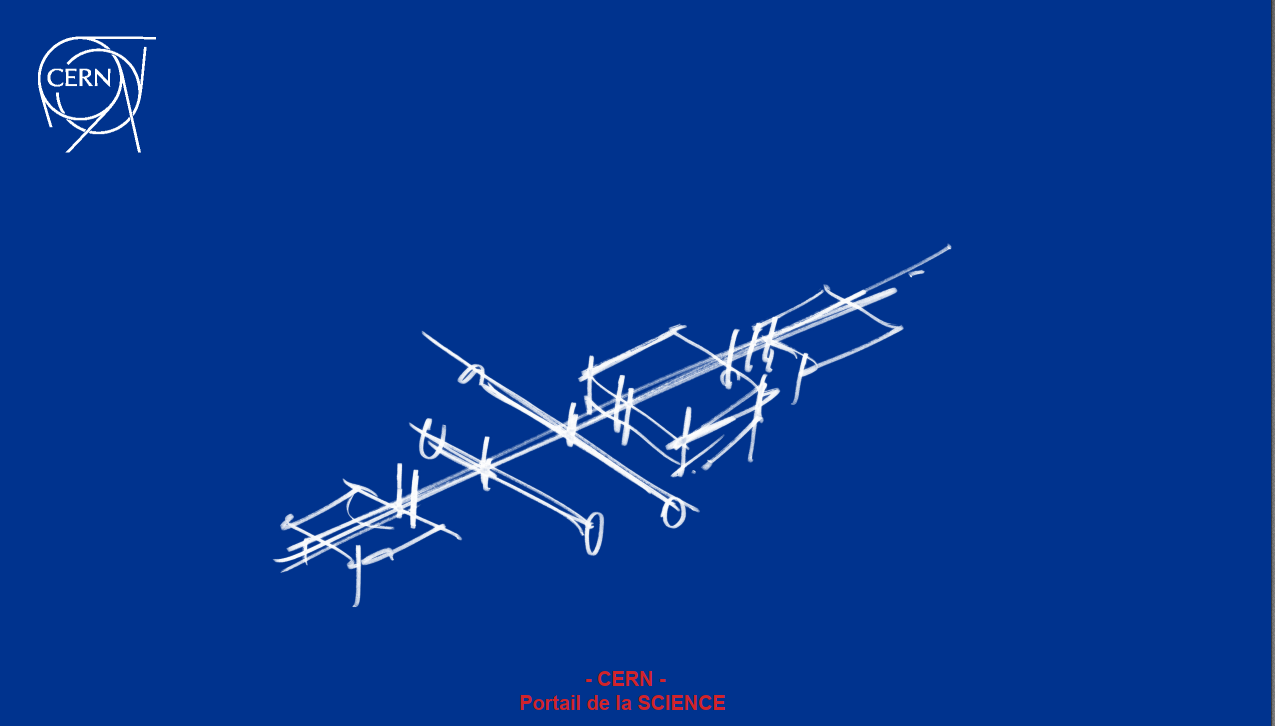 CERN
- CERN -
Portail de la SCIENCE